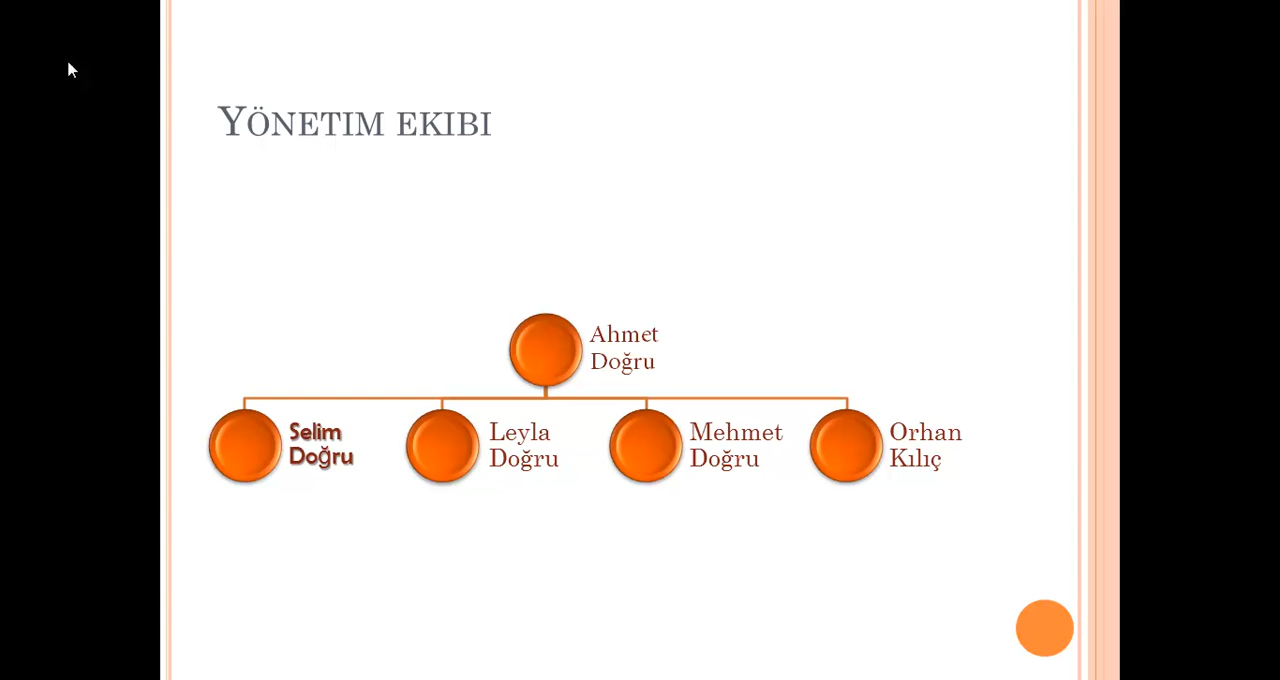 YÖNETIM EKIBI
Ahmet
Doğru
Selim
Doğru
Leyla
Doğru
Mehmet
Doğru
Orhan
Kılıç